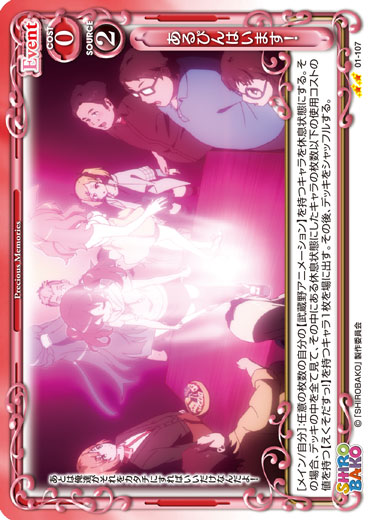 Event
COST
0
SOURCE
2
あるぴんはいます!
01-107
Precious Memories
[メイン/自分]:任意の枚数の自分の【武蔵野アニメーション】を持つキャラを休息状態にする。そ
の場合、デッキの中を全て見て、その中にある休息状態にしたキャラの枚数以下の使用コストの
値を持つ【えくそだすっ!】を持つキャラ1枚を場に出す。その後、デッキをシャッフルする。
あとは俺達がそれをカタチにすればいいだけなんだよ!
SHIRO
BAKO
©「SHIROBAKO」製作委員会